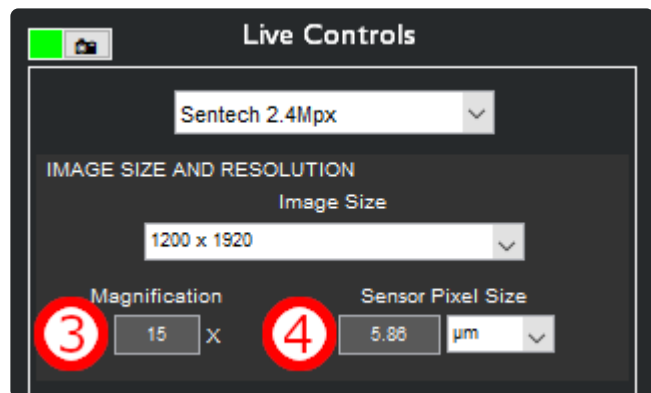 Live Controls
Sentech 2.4Mpx
IMAGE SIZE AND RESOLUTION
Image Size
1200 x 1920
Magnification
Sensor Pixel Size
3
15
X
4
5.86
µm